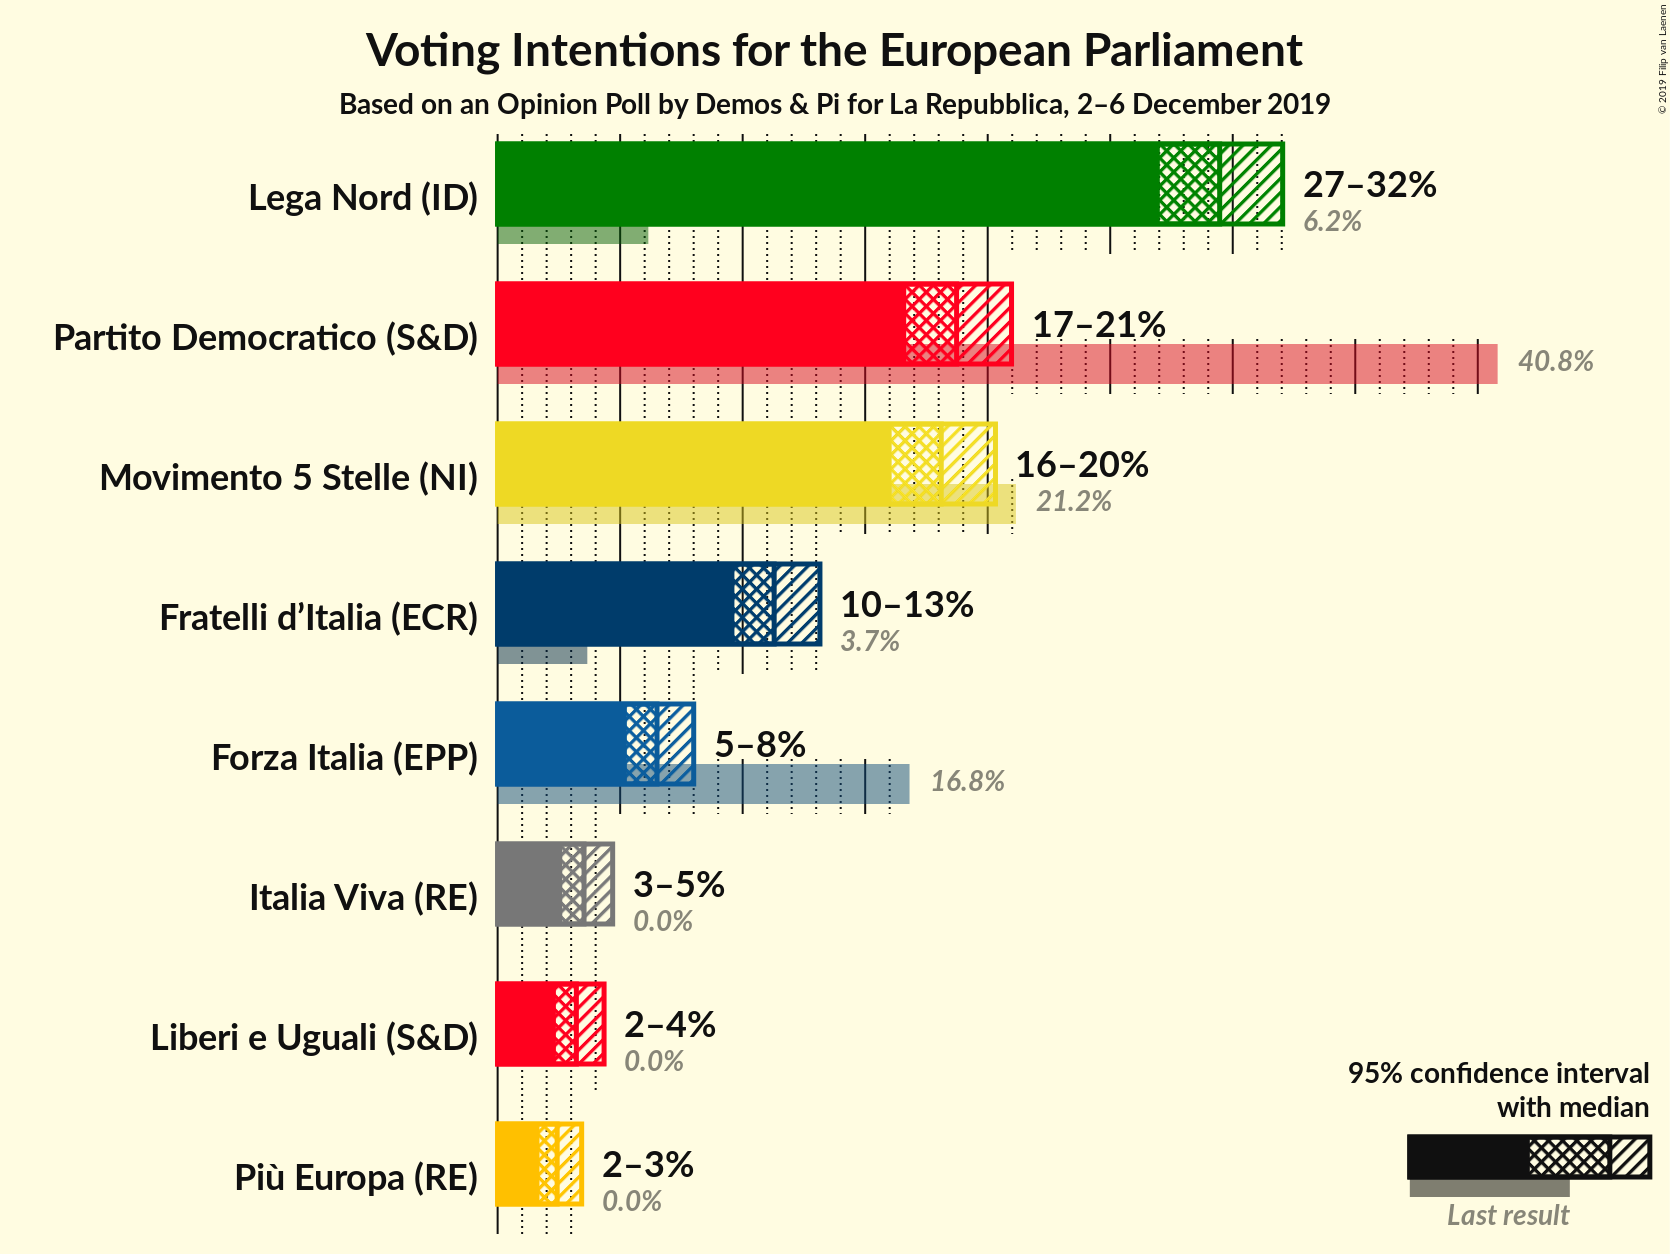 Voting Intentions for the European Parliament
Based on an Opinion Poll by Demos & Pi for La Repubblica, 2–6 December 2019
© 2019 Filip van Laenen
Lega Nord (ID)
27–32%
6.2%
Partito Democratico (S&D)
17–21%
40.8%
Movimento 5 Stelle (NI)
16–20%
21.2%
Fratelli d’Italia (ECR)
10–13%
3.7%
Forza Italia (EPP)
5–8%
16.8%
Italia Viva (RE)
3–5%
0.0%
Liberi e Uguali (S&D)
2–4%
0.0%
Più Europa (RE)
2–3%
0.0%
95% confidence interval
with median
Last result